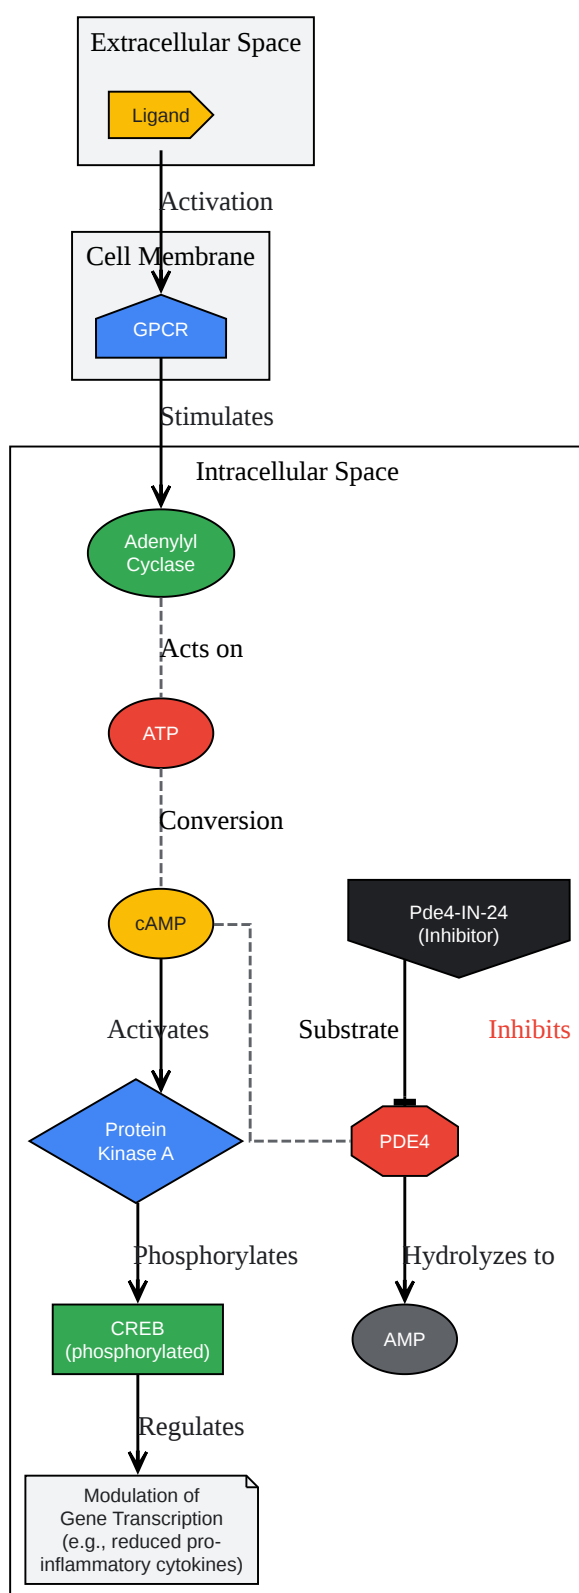 Extracellular Space
Ligand
Activation
Cell Membrane
GPCR
Stimulates
Intracellular Space
Adenylyl
Cyclase
Acts on
ATP
Conversion
cAMP
Pde4-IN-24
(Inhibitor)
Activates
Substrate
Inhibits
Protein
Kinase A
PDE4
Phosphorylates
Hydrolyzes to
CREB
(phosphorylated)
AMP
Regulates
Modulation of
Gene Transcription
(e.g., reduced pro-
inflammatory cytokines)